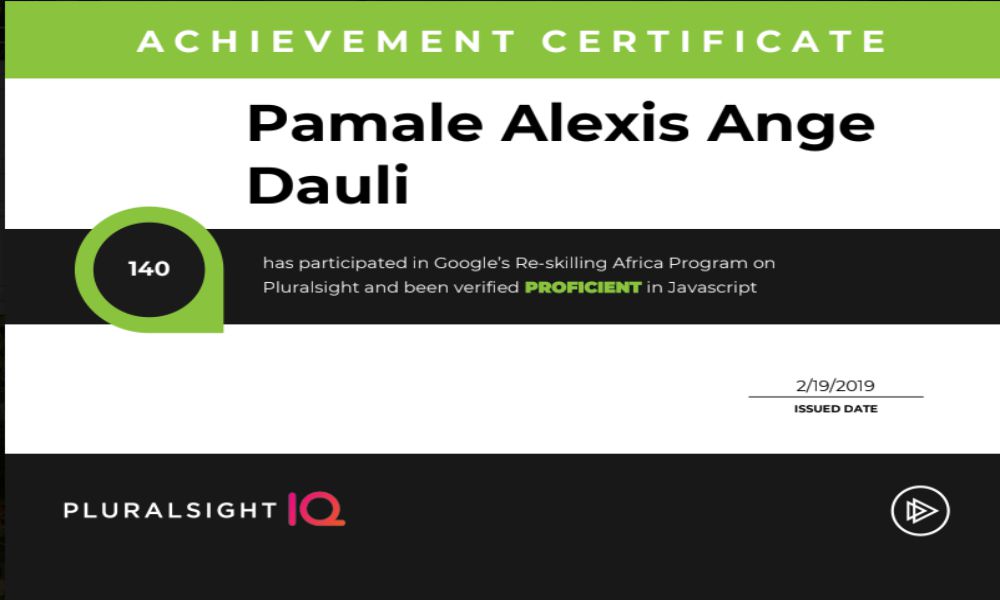 ACHIEVEMENT CERTIFICATE
Pamale Alexis Ange
Dauli
140
has participated in Google's Re-skilling Africa Program on
Pluralsight and been verified PROFICIENT in Javascript
2/19/2019
ISSUED DATE
PLURALSIGHT IQ